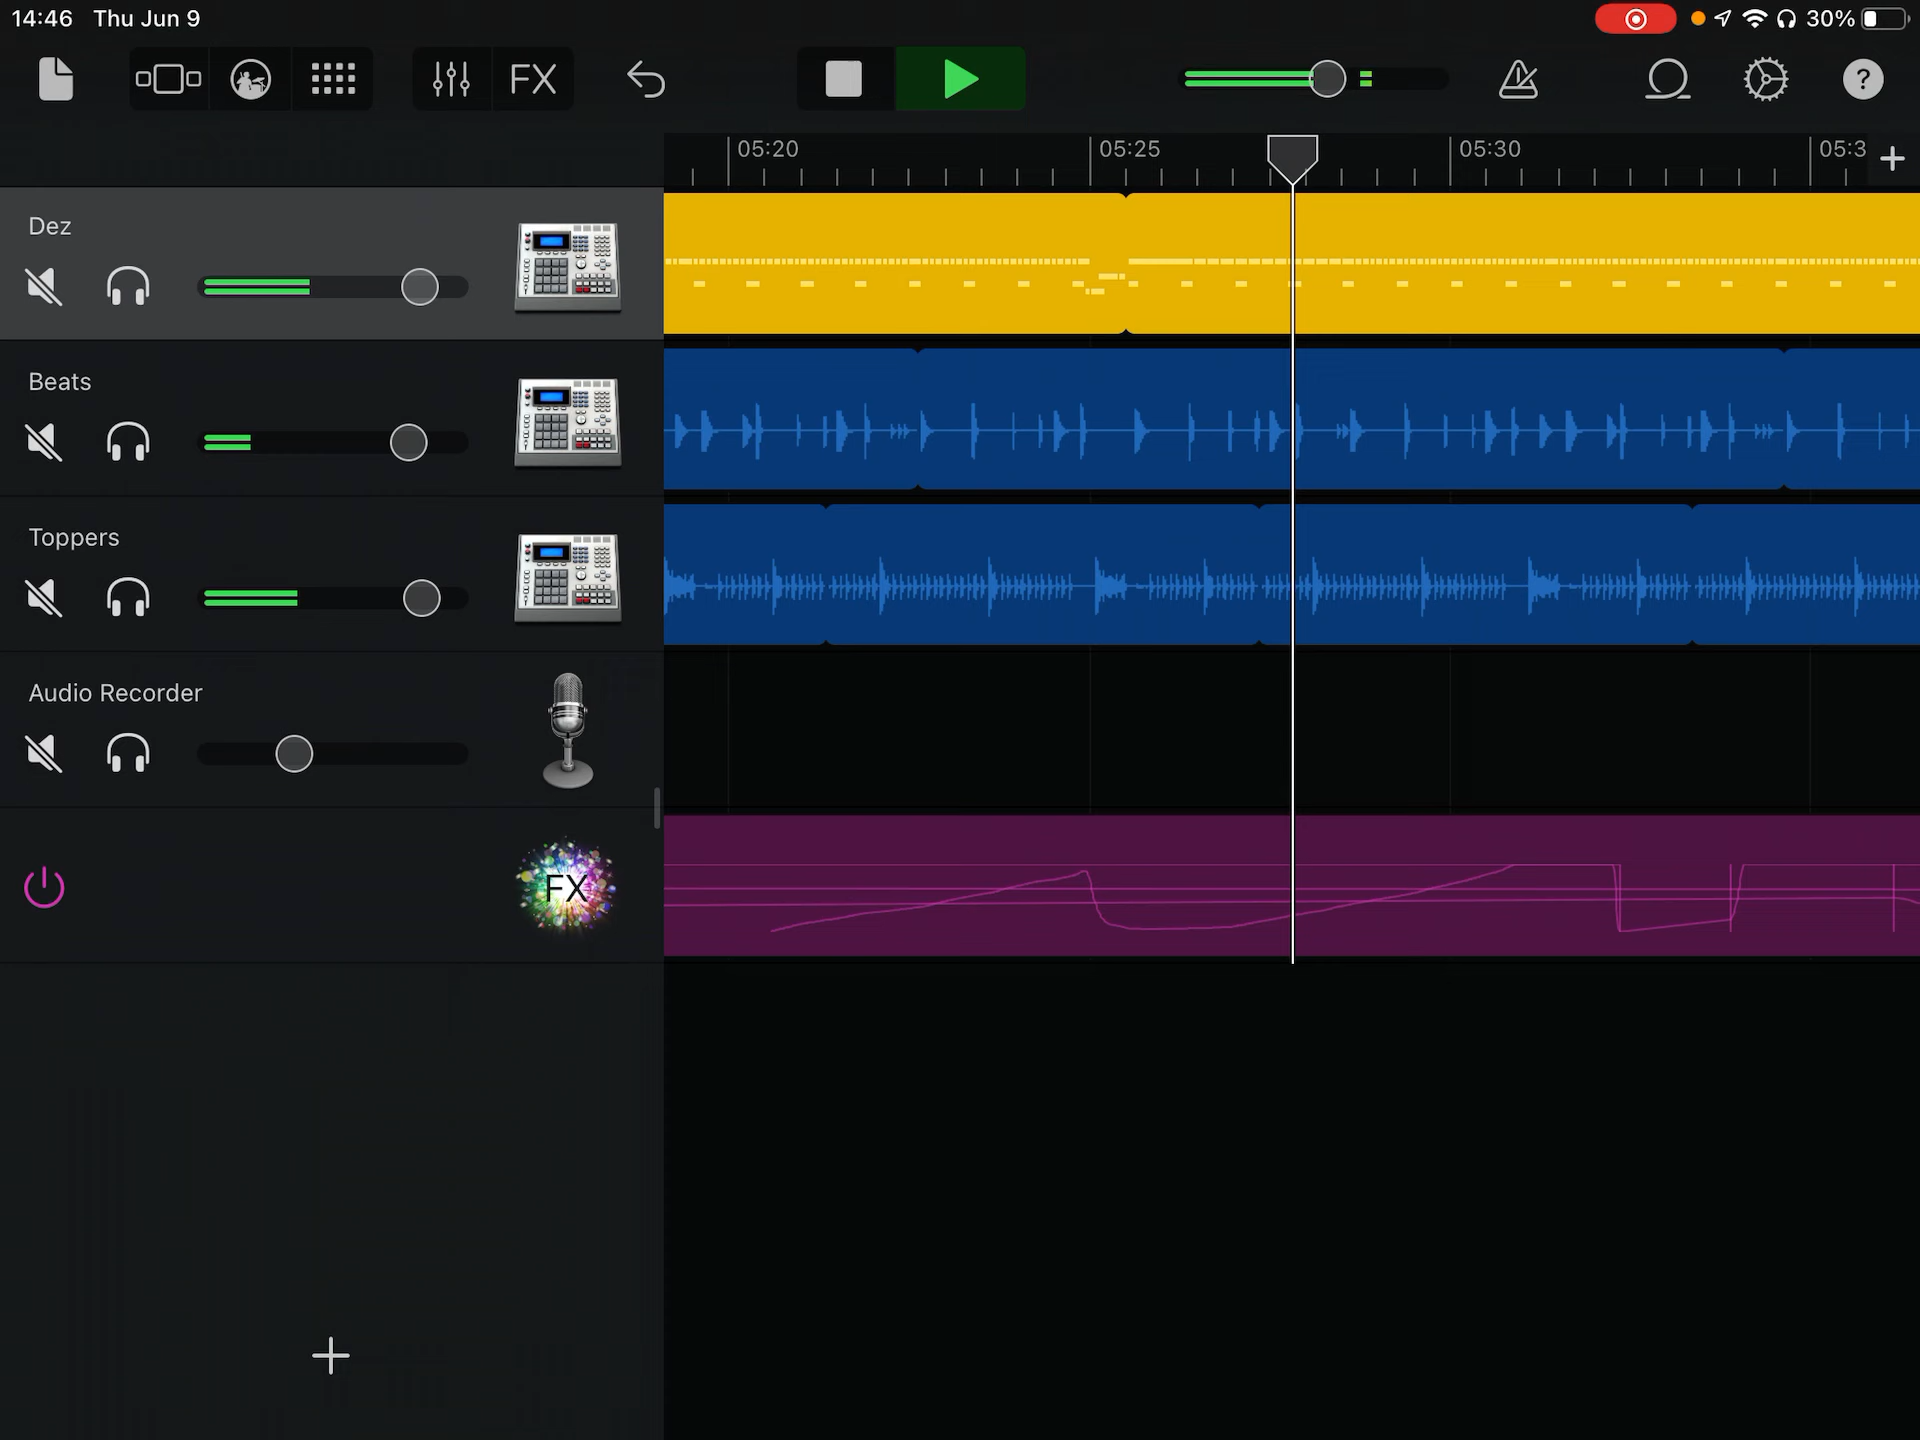 14:46 Thu Jun 9 30%
FX ?
05:20 05:25 05:30 05:3
Dez
Beats
Toppers
Audio Recorder
FX